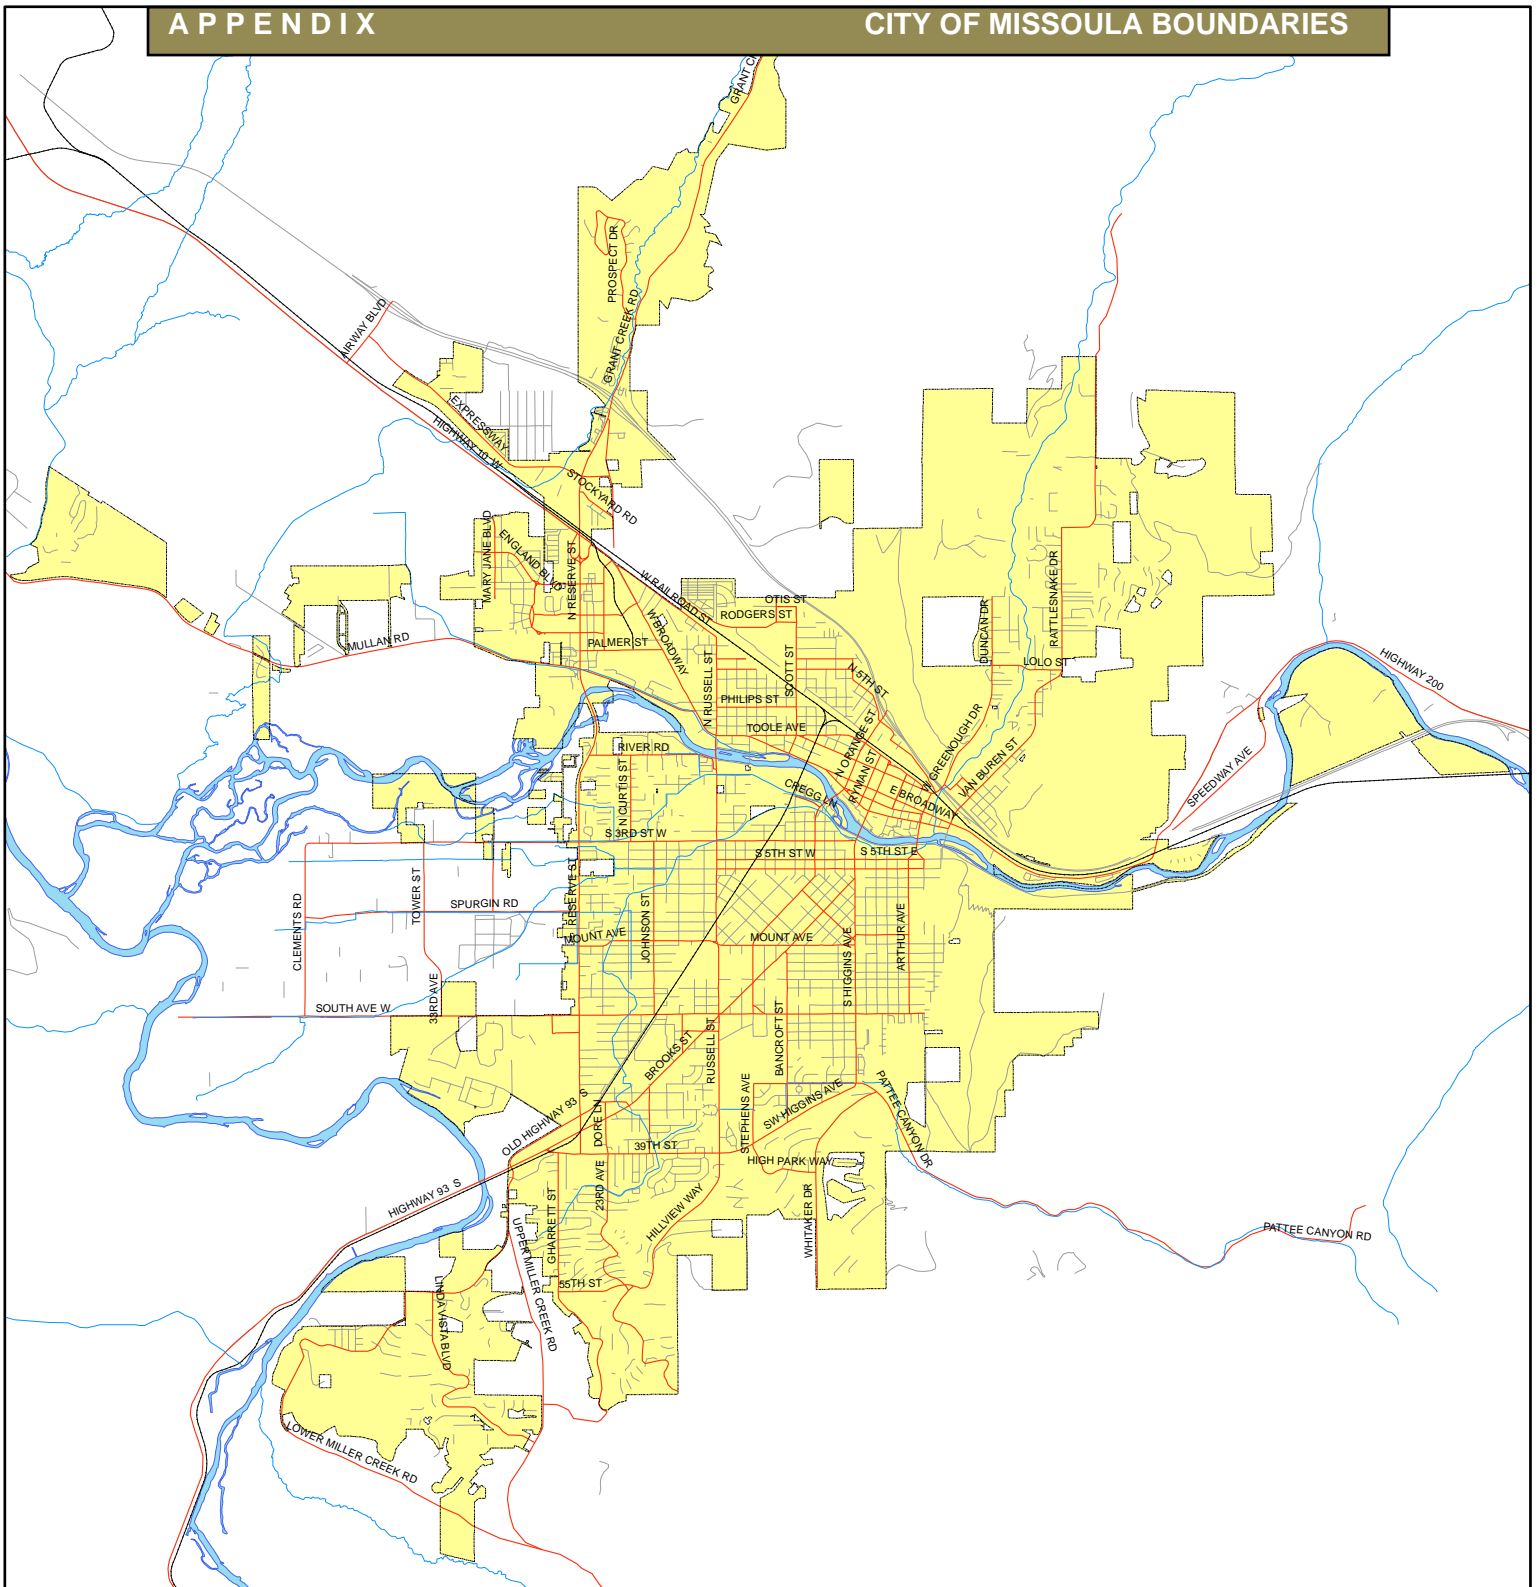 APPENDIX
CITY OF MISSOULA BOUNDARIES
GRANT C
PROSPECT DR
GRANT CREEK RD
AIRWAY BLVD
EXPRESSWAY
HIGHWAY 10 W
STOCKYARD RD
MARY JANE BLVD
ENGLAND BLVD
N RESERVE ST
W RAILROAD ST
OTIS ST
RODGERS ST
W BROADWAY
PALMER ST
MULLAN RD
N RUSSELL ST
SCOTT ST
N 5TH ST
DUNCAN DR
RATTLESNAKE DR
LOLO ST
HIGHWAY 200
PHILIPS ST
TOOLE AVE
N ORANGE ST
W GREENOUGH DR
VAN BUREN ST
RIVER RD
RYMAN ST
CREGG LN
E BROADWAY
SPEEDWAY AVE
N CURTIS ST
S 3RD ST W
S 5TH ST W
S 5TH ST E
CLEMENTS RD
TOWER ST
SPURGIN RD
RESERVE ST
MOUNT AVE
JOHNSON ST
MOUNT AVE
S HIGGINS AVE
ARTHUR AVE
SOUTH AVE W
33RD AVE
BROOKS ST
RUSSELL ST
BANCROFT ST
OLD HIGHWAY 93 S
DORE LN
39TH ST
STEPHENS AVE
SW HIGGINS AVE
PATTEE CANYON DR
HIGH PARK WAY
HIGHWAY 93 S
23RD AVE
GHARRETT ST
HILLVIEW WAY
WHITAKER DR
PATTEE CANYON RD
UPPER MILLER CREEK RD
55TH ST
LINDA VISTA BLVD
LOWER MILLER CREEK RD